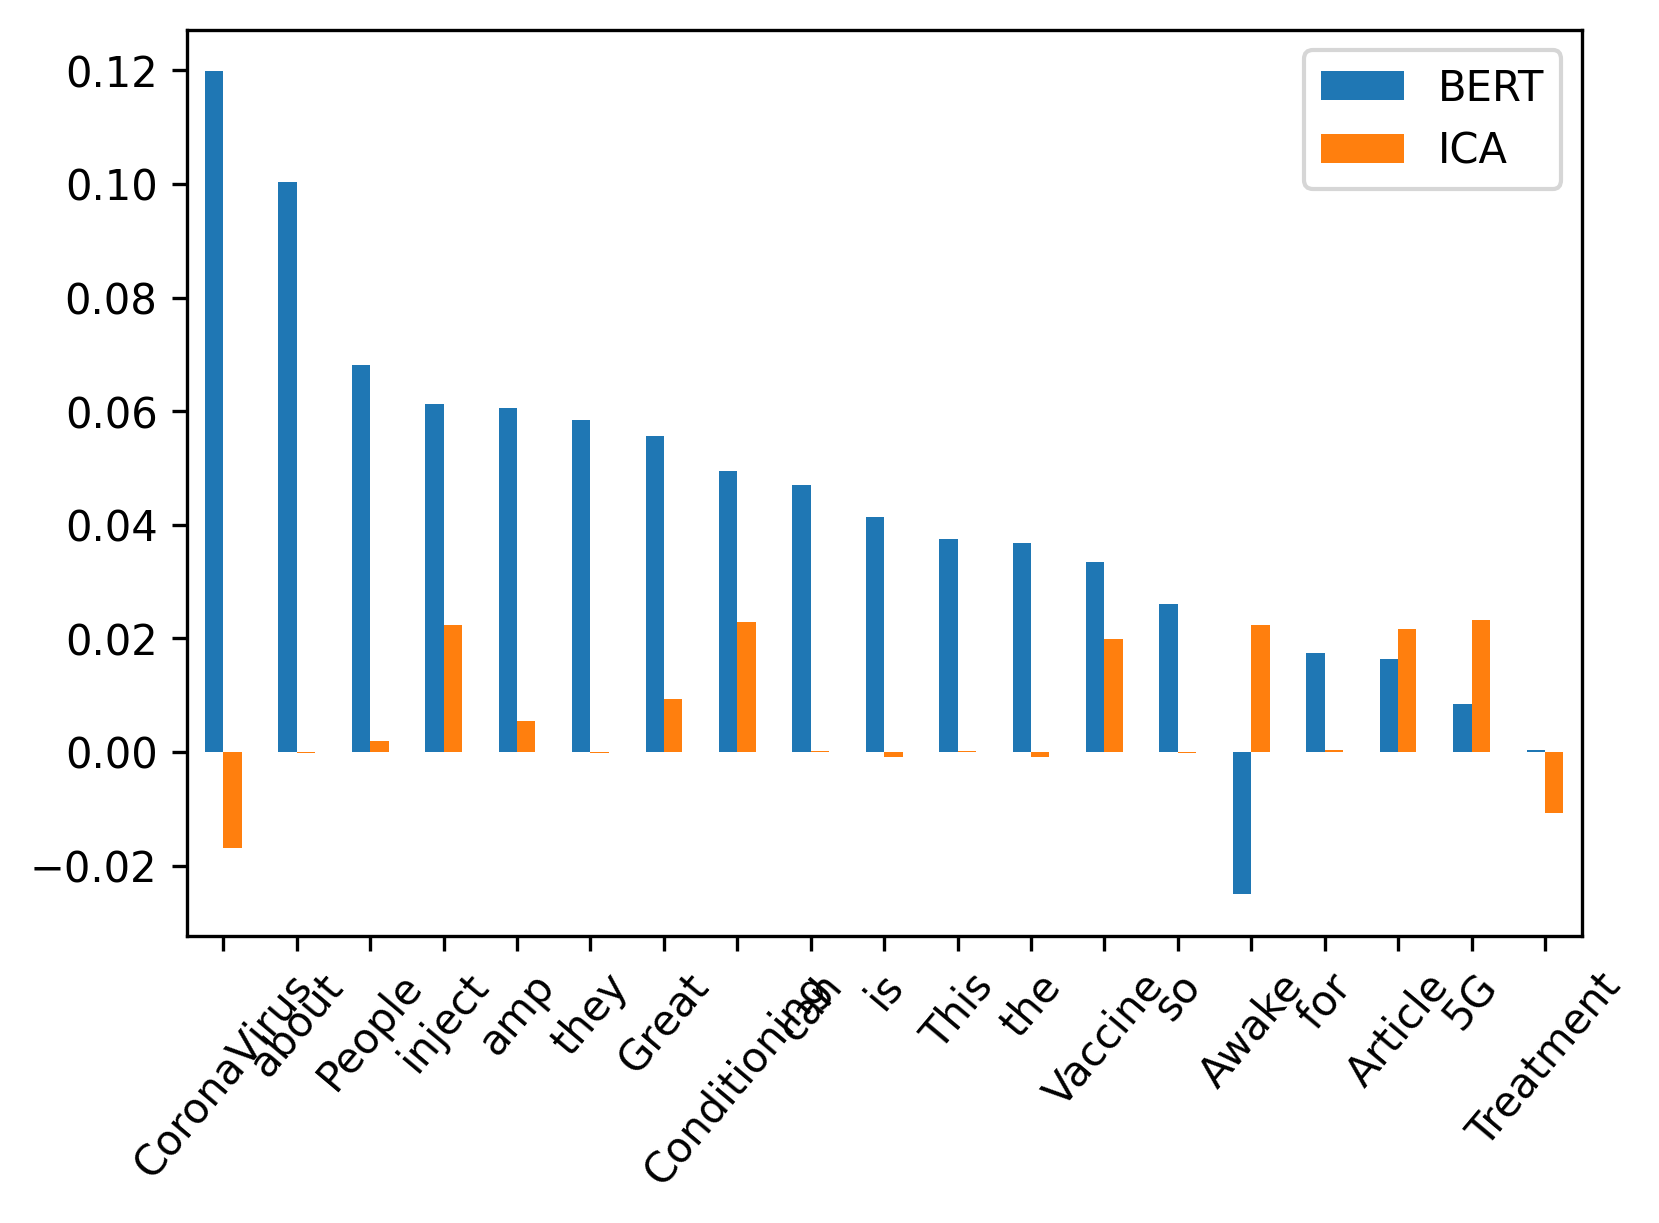 0.12
0.10
0.08
0.06
0.04
0.02
0.00
−0.02
BERT
ICA
CoronaVirus
about
People
inject
amp
they
Great
Conditioning
can
is
This
the
Vaccine
so
Awake
for
Article
5G
Treatment